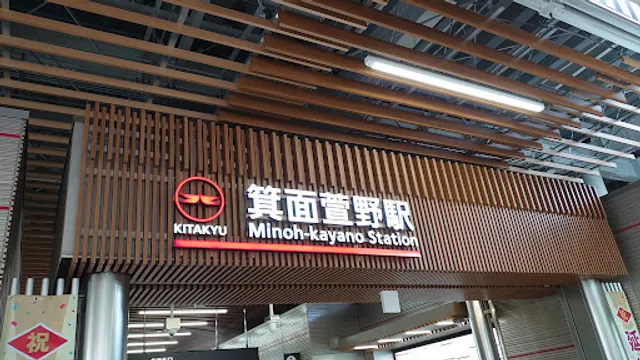 箕面萱野駅
KITAKYU
Minoh-kayano Station
祝